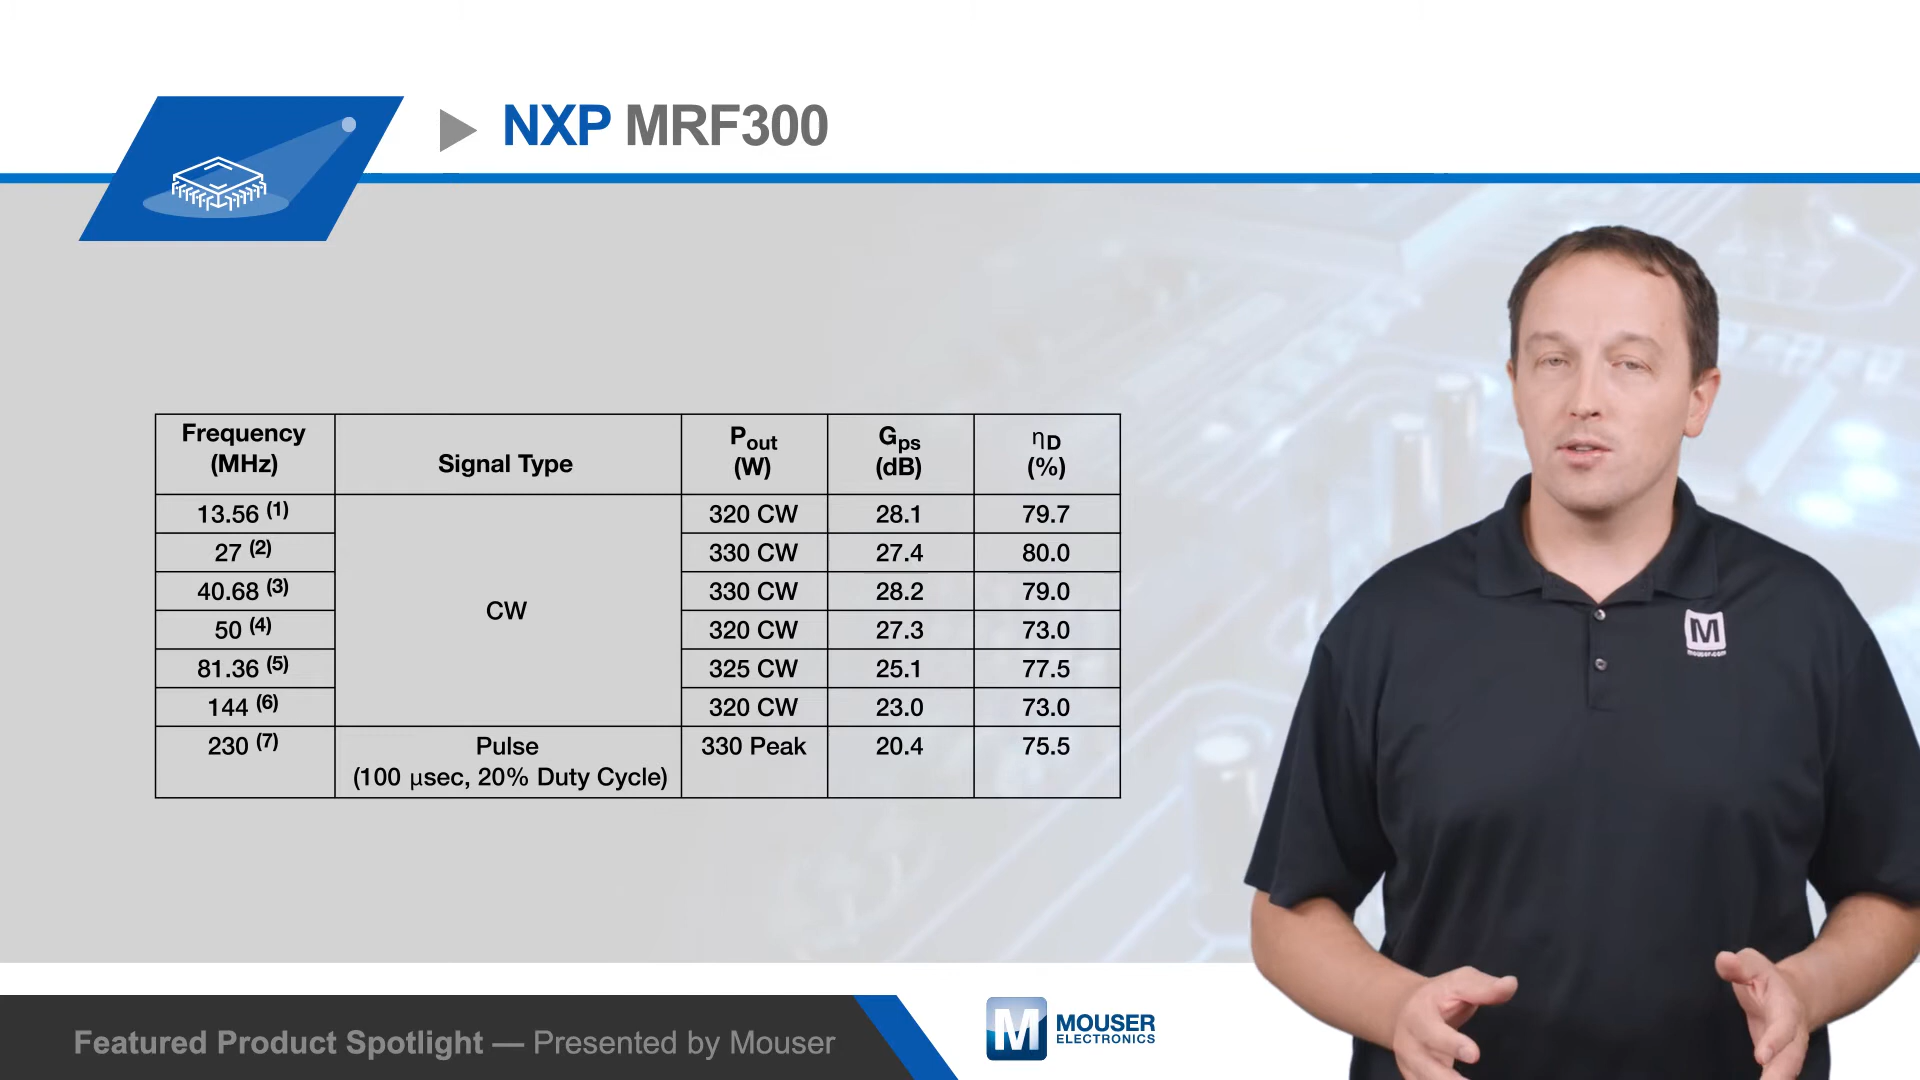 NXP MRF300
Frequency (MHz) Signal Type Pout (W) Gps (dB) ηD (%)
13.56 (1) CW 320 CW 28.1 79.7
27 (2) 330 CW 27.4 80.0
40.68 (3) 330 CW 28.2 79.0
50 (4) 320 CW 27.3 73.0
81.36 (5) 325 CW 25.1 77.5
144 (6) 320 CW 23.0 73.0
230 (7) Pulse (100 μsec, 20% Duty Cycle) 330 Peak 20.4 75.5
M
mouser.com
Featured Product Spotlight — Presented by Mouser
M MOUSER
ELECTRONICS